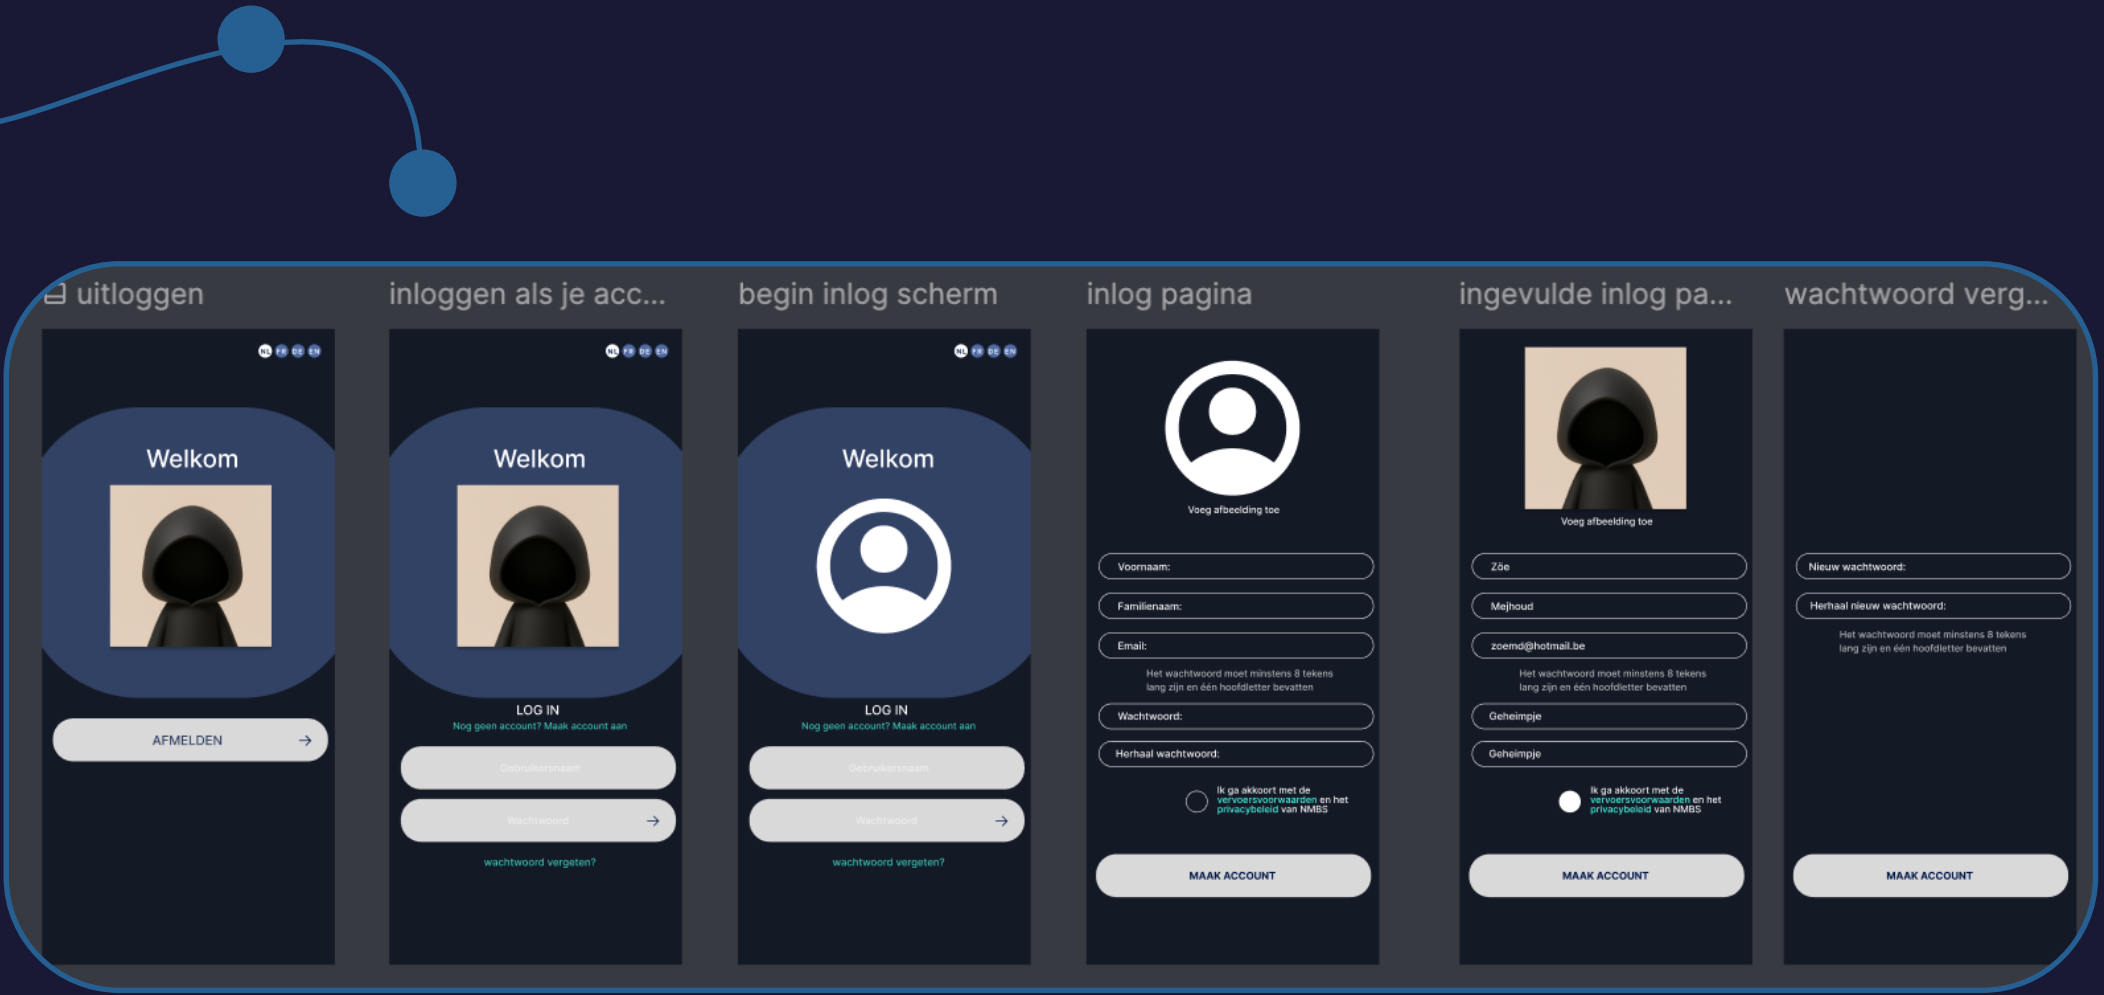 uitloggen
NL FR DE EN
Welkom
AFMELDEN
inloggen als je acc...
NL FR DE EN
Welkom
LOG IN
Nog geen account? Maak account aan
Gebruikersnaam
Wachtwoord
wachtwoord vergeten?
begin inlog scherm
NL FR DE EN
Welkom
LOG IN
Nog geen account? Maak account aan
Gebruikersnaam
Wachtwoord
wachtwoord vergeten?
inlog pagina
Voeg afbeelding toe
Voornaam:
Familienaam:
Email:
Het wachtwoord moet minstens 8 tekens
lang zijn en één hoofdletter bevatten
Wachtwoord:
Herhaal wachtwoord:
Ik ga akkoort met de
vervoersvoorwaarden en het
privacybeleid van NMBS
MAAK ACCOUNT
ingevulde inlog pa...
Voeg afbeelding toe
Zöe
Mejhoud
zoemd@hotmail.be
Het wachtwoord moet minstens 8 tekens
lang zijn en één hoofdletter bevatten
Geheimpje
Geheimpje
Ik ga akkoort met de
vervoersvoorwaarden en het
privacybeleid van NMBS
MAAK ACCOUNT
wachtwoord verg...
Nieuw wachtwoord:
Herhaal nieuw wachtwoord:
Het wachtwoord moet minstens 8 tekens
lang zijn en één hoofdletter bevatten
MAAK ACCOUNT